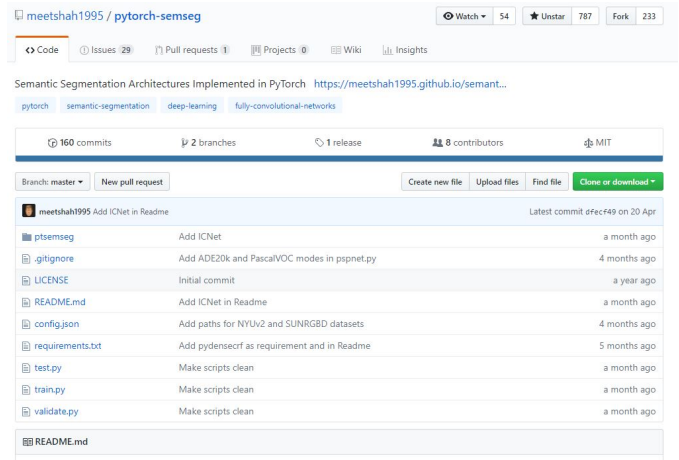 meetshah1995 / pytorch-semseg
Watch 54 Unstar 787 Fork 233
Code Issues 29 Pull requests 1 Projects 0 Wiki Insights
Semantic Segmentation Architectures Implemented in PyTorch https://meetshah1995.github.io/semant...
pytorch semantic-segmentation deep-learning fully-convolutional-networks
160 commits 2 branches 1 release 8 contributors MIT
Branch: master New pull request Create new file Upload files Find file Clone or download
meetshah1995 Add ICNet in Readme Latest commit dfecf49 on 20 Apr
ptsemseg Add ICNet a month ago
.gitignore Add ADE20k and PascalVOC modes in pspnet.py 4 months ago
LICENSE Initial commit a year ago
README.md Add ICNet in Readme a month ago
config.json Add paths for NYUv2 and SUNRGBD datasets 4 months ago
requirements.txt Add pydensecrf as requirement and in Readme 5 months ago
test.py Make scripts clean a month ago
train.py Make scripts clean a month ago
validate.py Make scripts clean a month ago
README.md